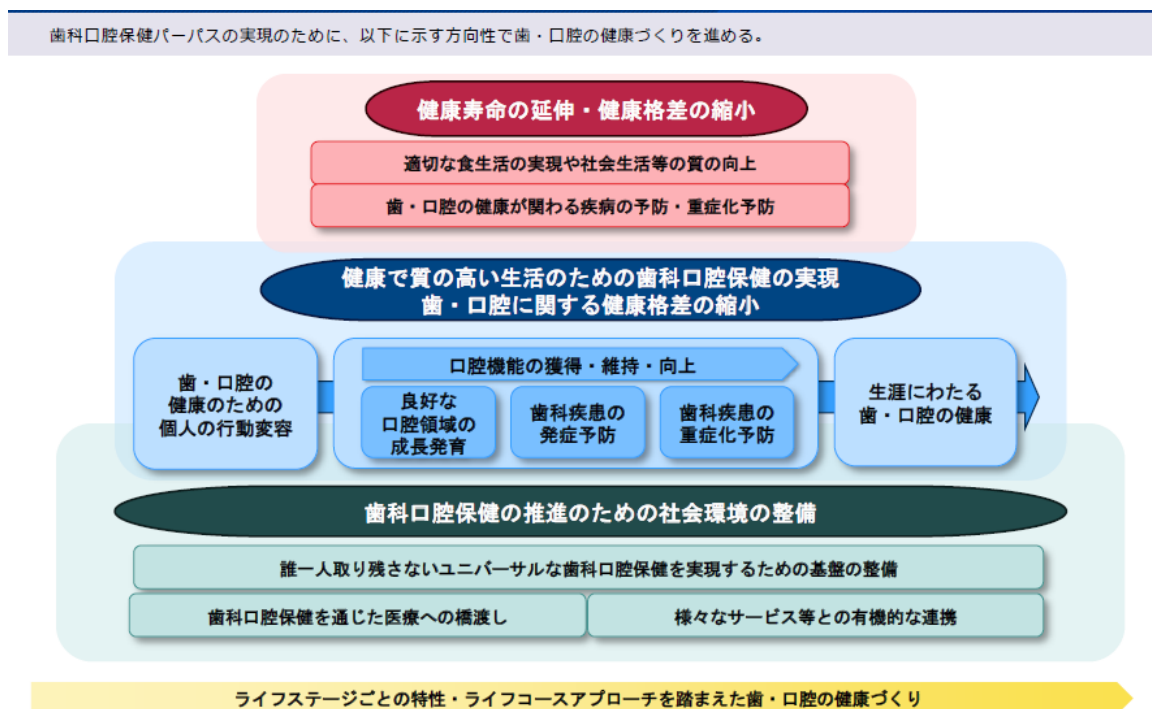 歯科口腔保健パーパスの実現のために、以下に示す方向性で歯・口腔の健康づくりを進める。
健康寿命の延伸・健康格差の縮小
適切な食生活の実現や社会生活等の質の向上
歯・口腔の健康が関わる疾病の予防・重症化予防
健康で質の高い生活のための歯科口腔保健の実現
歯・口腔に関する健康格差の縮小
歯・口腔の
健康のための
個人の行動変容
口腔機能の獲得・維持・向上
良好な
口腔領域の
成長発育
歯科疾患の
発症予防
歯科疾患の
重症化予防
生涯にわたる
歯・口腔の健康
歯科口腔保健の推進のための社会環境の整備
誰一人取り残さないユニバーサルな歯科口腔保健を実現するための基盤の整備
歯科口腔保健を通じた医療への橋渡し
様々なサービス等との有機的な連携
ライフステージごとの特性・ライフコースアプローチを踏まえた歯・口腔の健康づくり